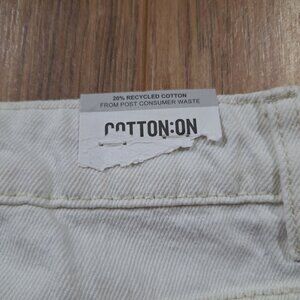 20% RECYCLED COTTON
FROM POST CONSUMER WASTE
COTTON:ON